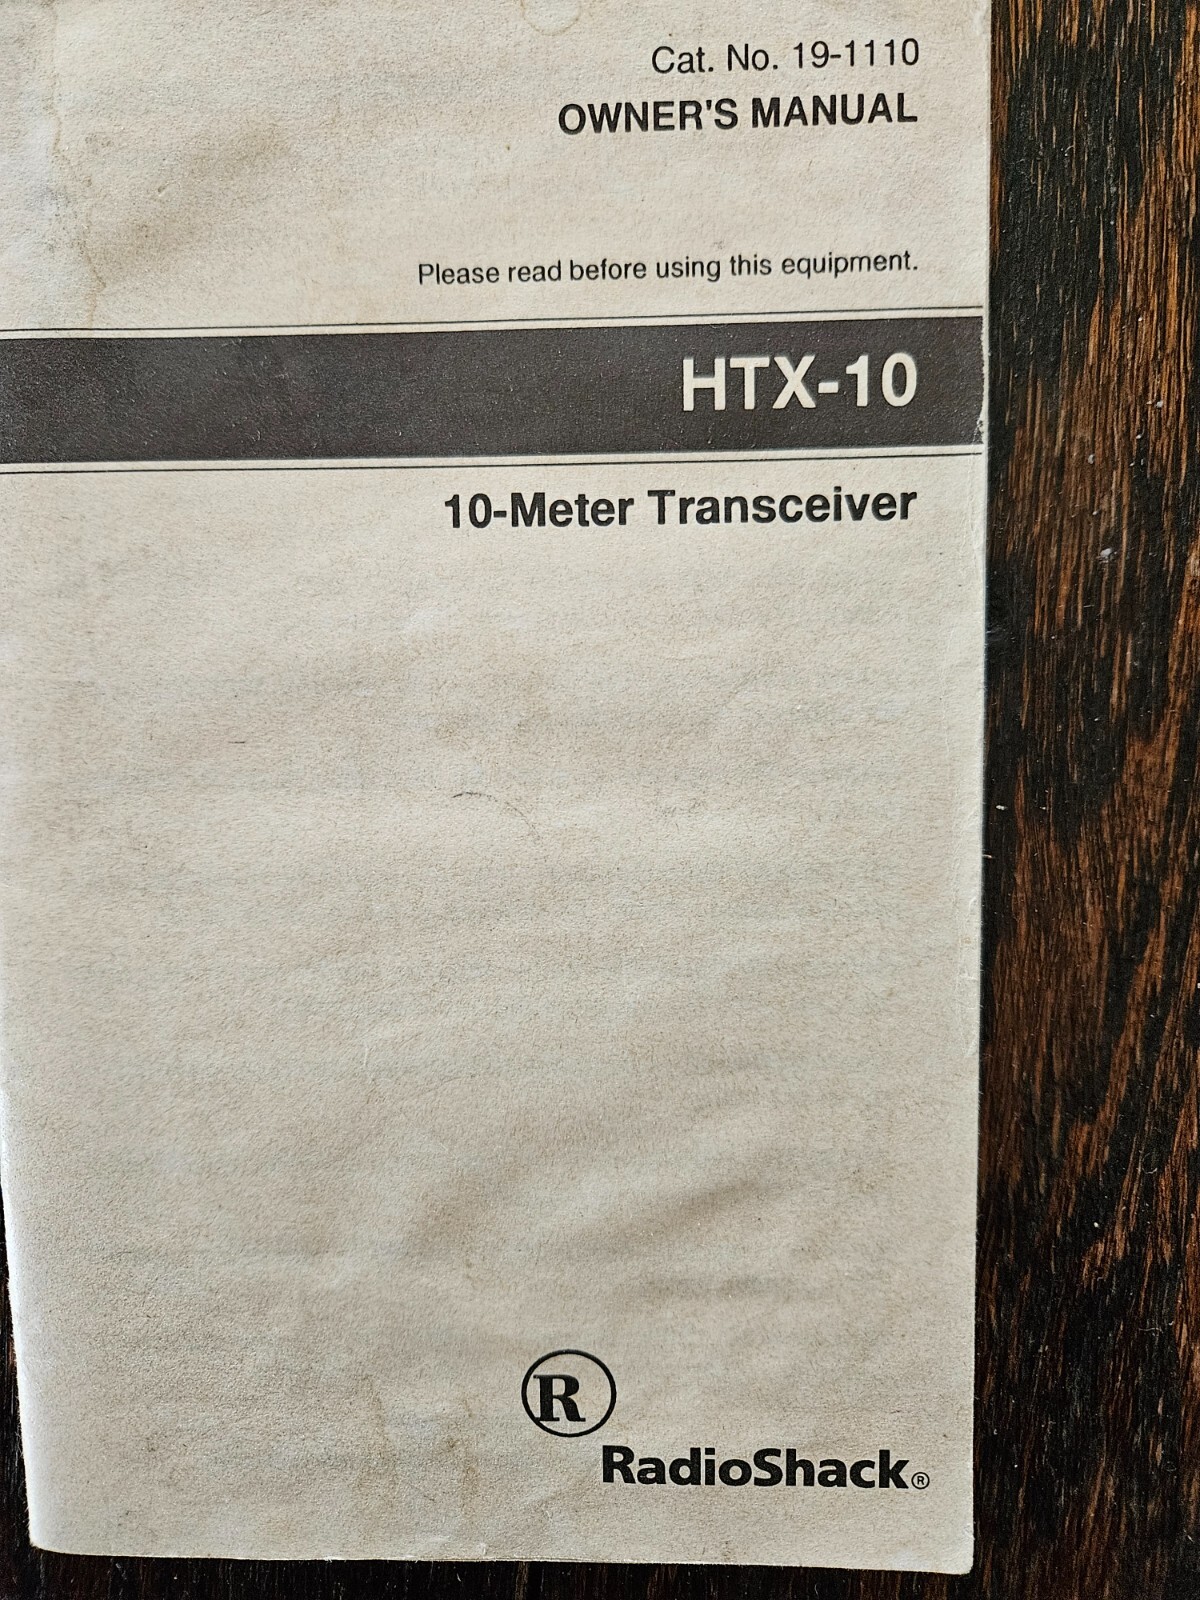 Cat. No. 19-1110
OWNER'S MANUAL
Please read before using this equipment.
HTX-10
10-Meter Transceiver
R
RadioShack®